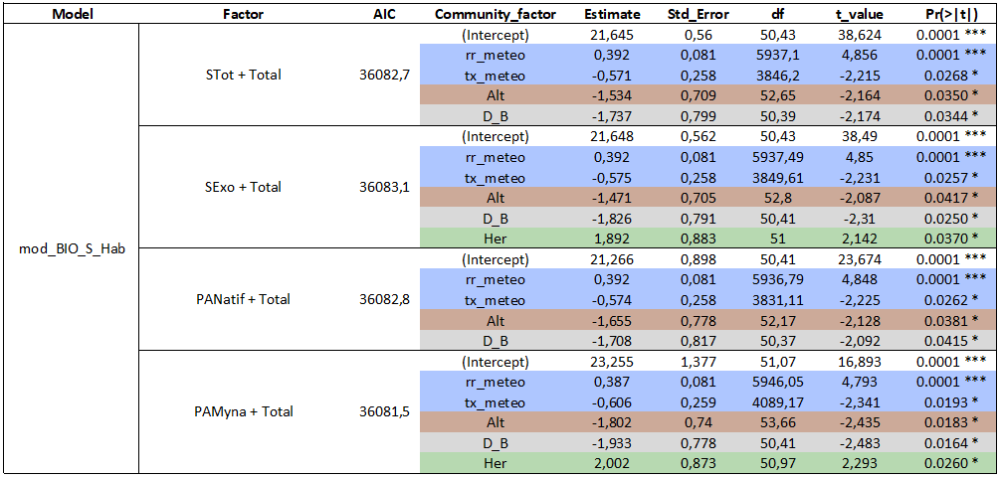 Model Factor AIC Community_factor Estimate Std_Error df t_value Pr(>|t|)
mod_BIO_S_Hab
STot + Total 36082,7
(Intercept) 21,645 0,56 50,43 38,624 0.0001 ***
rr_meteo 0,392 0,081 5937,1 4,856 0.0001 ***
tx_meteo -0,571 0,258 3846,2 -2,215 0.0268 *
Alt -1,534 0,709 52,65 -2,164 0.0350 *
D_B -1,737 0,799 50,39 -2,174 0.0344 *
SExo + Total 36083,1
(Intercept) 21,648 0,562 50,43 38,49 0.0001 ***
rr_meteo 0,392 0,081 5937,49 4,85 0.0001 ***
tx_meteo -0,575 0,258 3849,61 -2,231 0.0257 *
Alt -1,471 0,705 52,8 -2,087 0.0417 *
D_B -1,826 0,791 50,41 -2,31 0.0250 *
Her 1,892 0,883 51 2,142 0.0370 *
PANatif + Total 36082,8
(Intercept) 21,266 0,898 50,41 23,674 0.0001 ***
rr_meteo 0,392 0,081 5936,79 4,848 0.0001 ***
tx_meteo -0,574 0,258 3831,11 -2,225 0.0262 *
Alt -1,655 0,778 52,17 -2,128 0.0381 *
D_B -1,708 0,817 50,37 -2,092 0.0415 *
PAMyna + Total 36081,5
(Intercept) 23,255 1,377 51,07 16,893 0.0001 ***
rr_meteo 0,387 0,081 5946,05 4,793 0.0001 ***
tx_meteo -0,606 0,259 4089,17 -2,341 0.0193 *
Alt -1,802 0,74 53,66 -2,435 0.0183 *
D_B -1,933 0,778 50,41 -2,483 0.0164 *
Her 2,002 0,873 50,97 2,293 0.0260 *